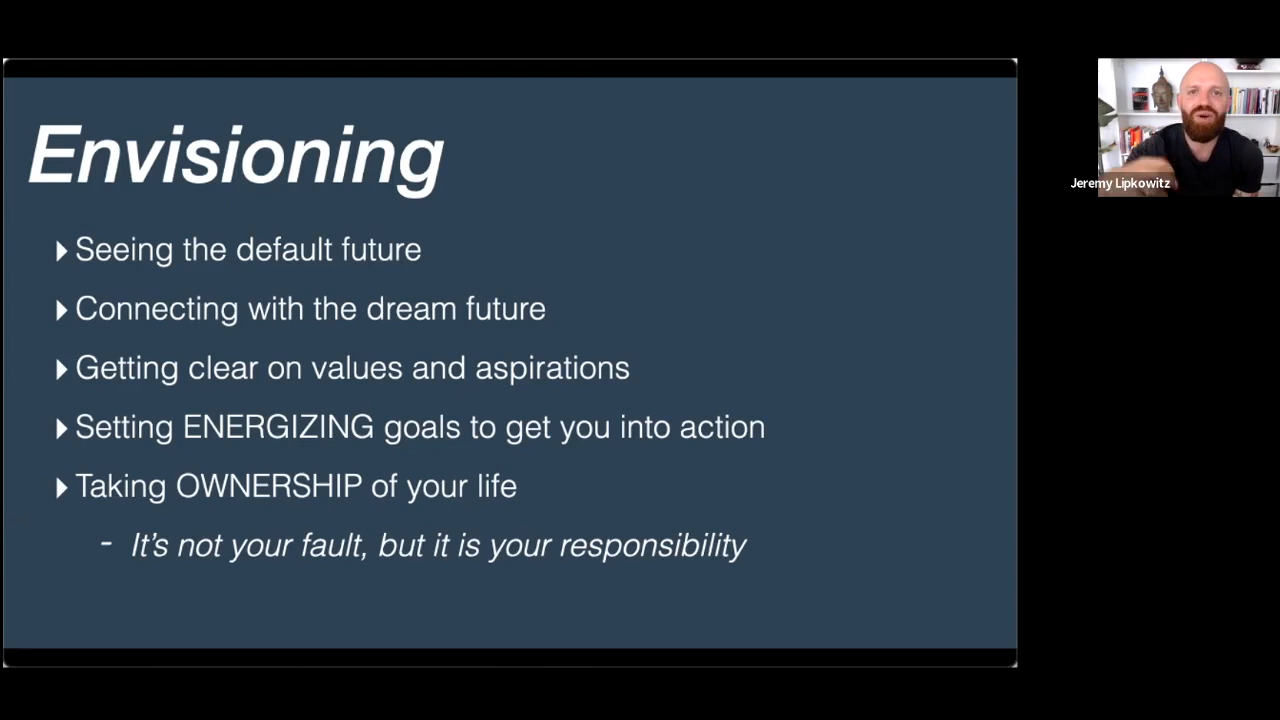 Envisioning
Seeing the default future
Connecting with the dream future
Getting clear on values and aspirations
Setting ENERGIZING goals to get you into action
Taking OWNERSHIP of your life
- It's not your fault, but it is your responsibility
Jeremy Lipkowitz